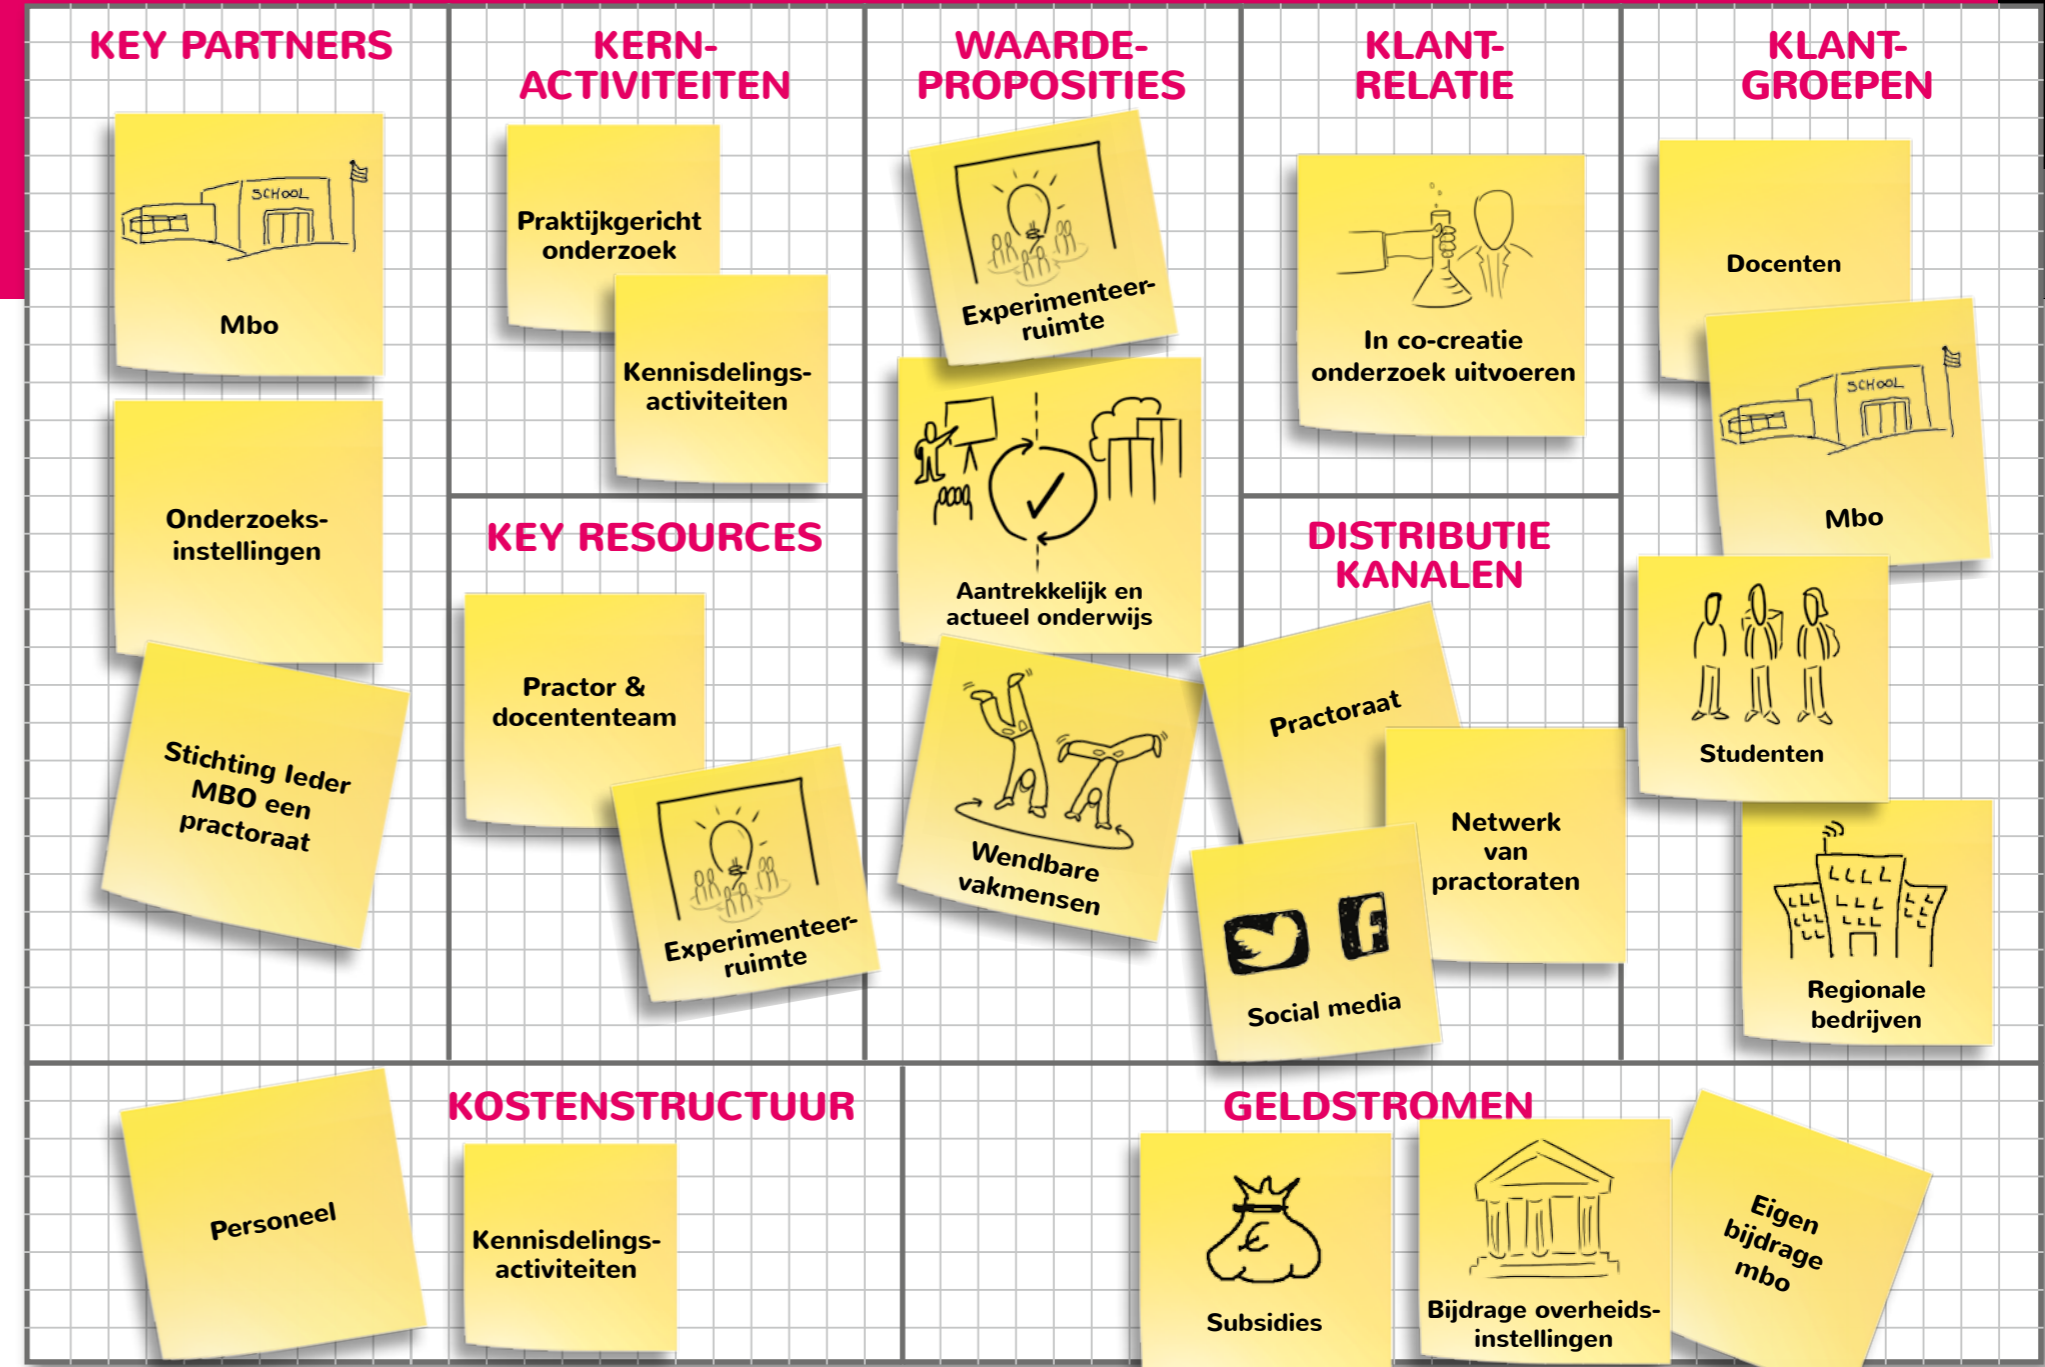 KEY PARTNERS
SCHOOL
Mbo
Onderzoeks-
instellingen
Stichting Ieder
MBO een
practoraat
KERN-
ACTIVITEITEN
Praktijkgericht
onderzoek
Kennisdelings-
activiteiten
KEY RESOURCES
Practor &
docententeam
Experimenteer-
ruimte
WAARDE-
PROPOSITIES
Experimenteer-
ruimte
Aantrekkelijk en
actueel onderwijs
Wendbare
vakmensen
KLANT-
RELATIE
In co-creatie
onderzoek uitvoeren
DISTRIBUTIE
KANALEN
Practoraat
Netwerk
van
practoraten
Social media
KLANT-
GROEPEN
Docenten
SCHOOL
Mbo
Studenten
Regionale
bedrijven
KOSTENSTRUCTUUR
Personeel
Kennisdelings-
activiteiten
GELDSTROMEN
€
Subsidies
Bijdrage overheids-
instellingen
Eigen
bijdrage
mbo